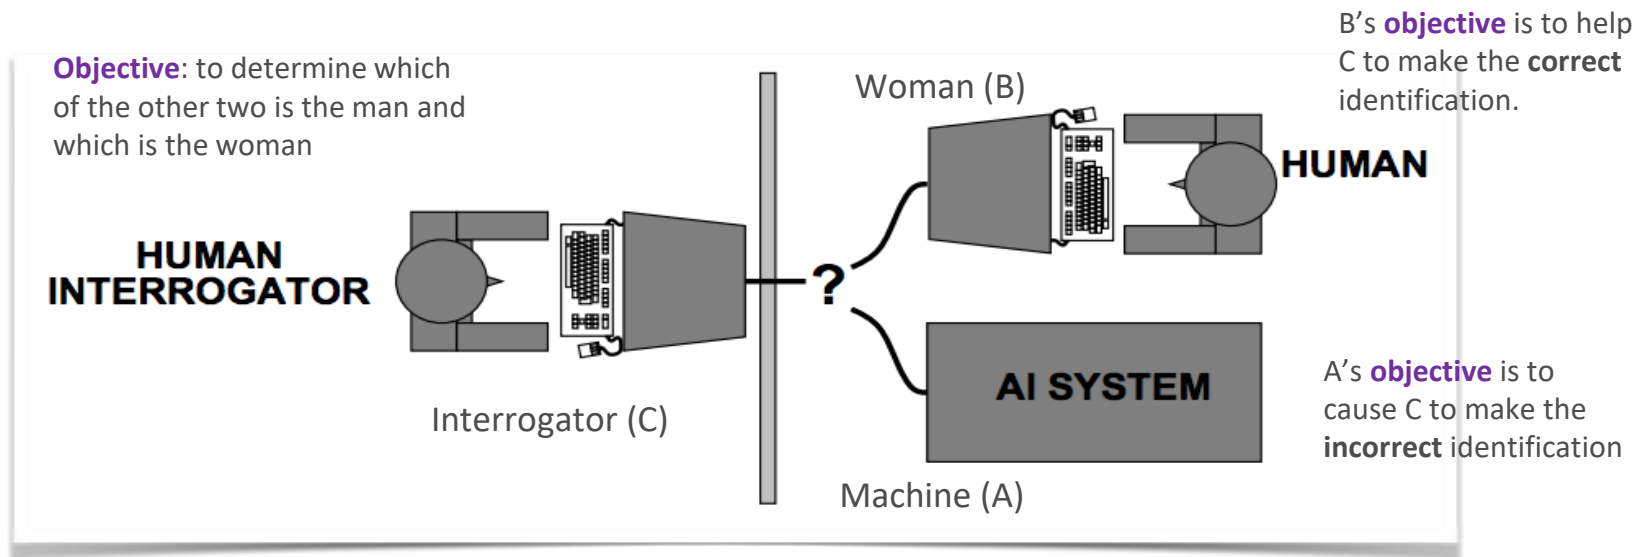 Objective: to determine which
of the other two is the man and
which is the woman
HUMAN
INTERROGATOR
Interrogator (C)
?
Woman (B)
B’s objective is to help
C to make the correct
identification.
HUMAN
AI SYSTEM
Machine (A)
A’s objective is to
cause C to make the
incorrect identification